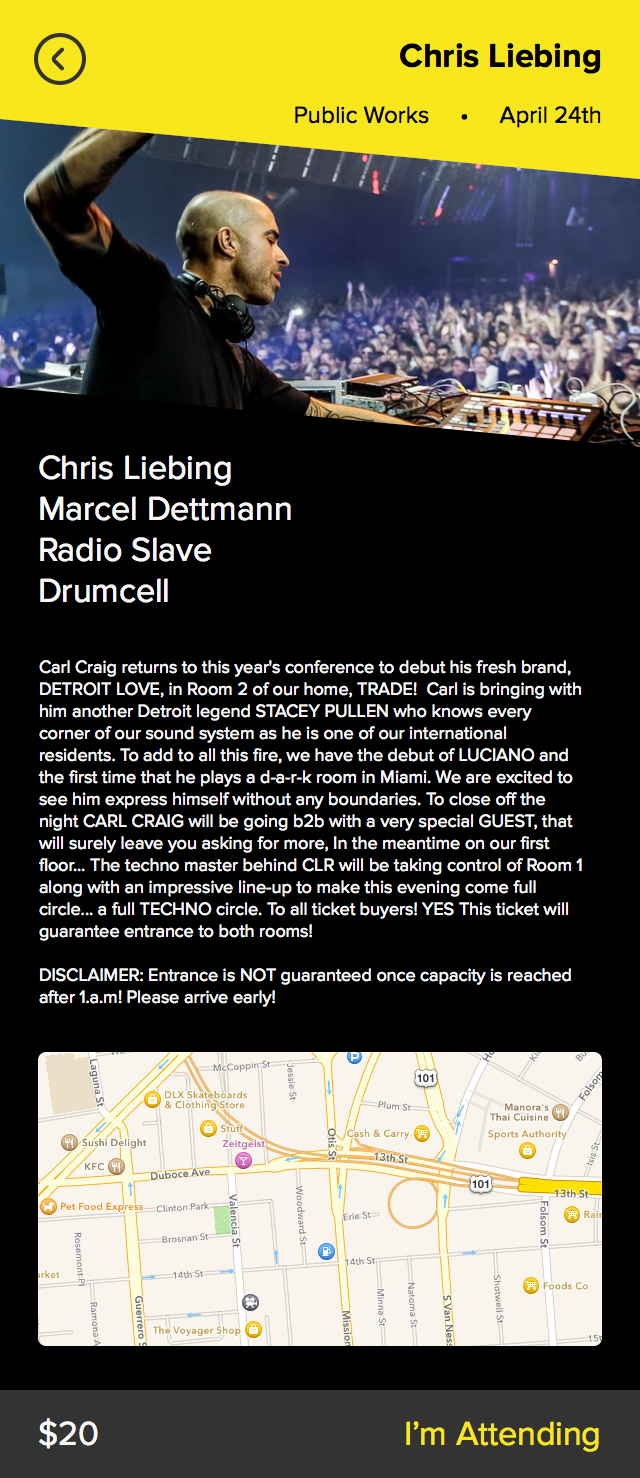 Chris Liebing
Public Works • April 24th
Chris Liebing
Marcel Dettmann
Radio Slave
Drumcell
Carl Craig returns to this year's conference to debut his fresh brand,
DETROIT LOVE, in Room 2 of our home, TRADE! Carl is bringing with
him another Detroit legend STACEY PULLEN who knows every
corner of our sound system as he is one of our international
residents. To add to all this fire, we have the debut of LUCIANO and
the first time that he plays a d-a-r-k room in Miami. We are excited to
see him express himself without any boundaries. To close off the
night CARL CRAIG will be going b2b with a very special GUEST, that
will surely leave you asking for more, In the meantime on our first
floor... The techno master behind CLR will be taking control of Room 1
along with an impressive line-up to make this evening come full
circle... a full TECHNO circle. To all ticket buyers! YES This ticket will
guarantee entrance to both rooms!
DISCLAIMER: Entrance is NOT guaranteed once capacity is reached
after 1.a.m! Please arrive early!
McCoppin St
Jessie St
Laguna St
101
DLX Skateboards
& Clothing Store
Plum St
Manora's
Thai Cuisine
Folsom
Stuff
Cash & Carry
Sports Authority
Sushi Delight
Zeitgeist
Otis St
Isis St
KFC
13th St
Duboce Ave
101
13th St
Pet Food Express
Clinton Park
Valencia St
Woodward St
Erie St
Folsom St
Rain
Brosnan St
Rosemont Pl
14th St
14th St
Foods Co
rket
Ramona A
Guerrero S
Minna St
Natoma St
Shotwell St
S Van Ness
Mission
The Voyager Shop
15t
$20
I'm Attending